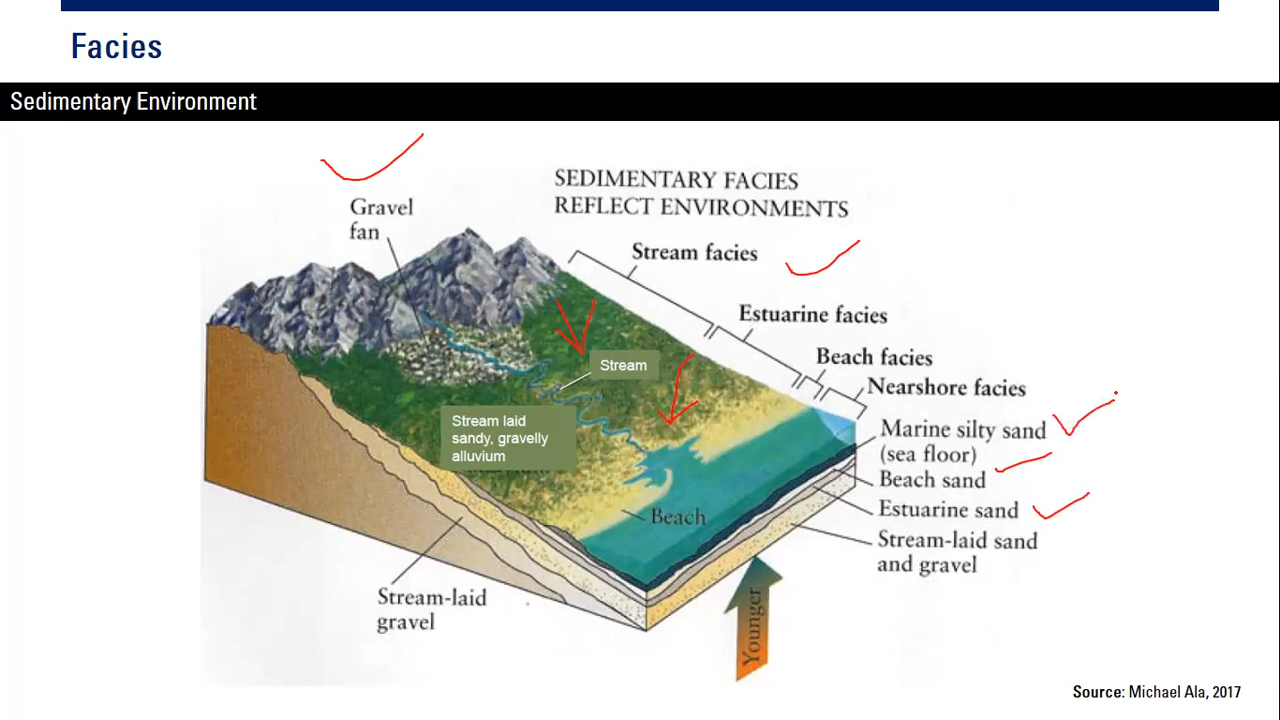 Facies
Sedimentary Environment
SEDIMENTARY FACIES
REFLECT ENVIRONMENTS
Gravel
fan
Stream facies
Estuarine facies
Beach facies
Nearshore facies
Stream
Stream laid
sandy, gravelly
alluvium
Marine silty sand
(sea floor)
Beach sand
Estuarine sand
Beach
Stream-laid sand
and gravel
Stream-laid
gravel
Younger
Source: Michael Ala, 2017